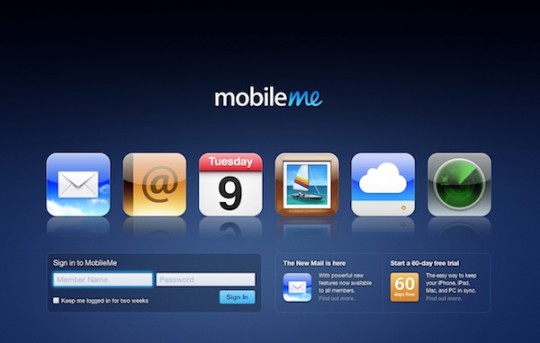 mobileme
@
Tuesday
9
Sign in to MobileMe
Member Name
Password
Keep me logged in for two weeks
Sign In
The New Mail is here
With powerful new
features now available
to all members.
Find out more.
Start a 60-day free trial
60
days free
The easy way to keep
your iPhone, iPad,
Mac, and PC in sync.
Find out more.